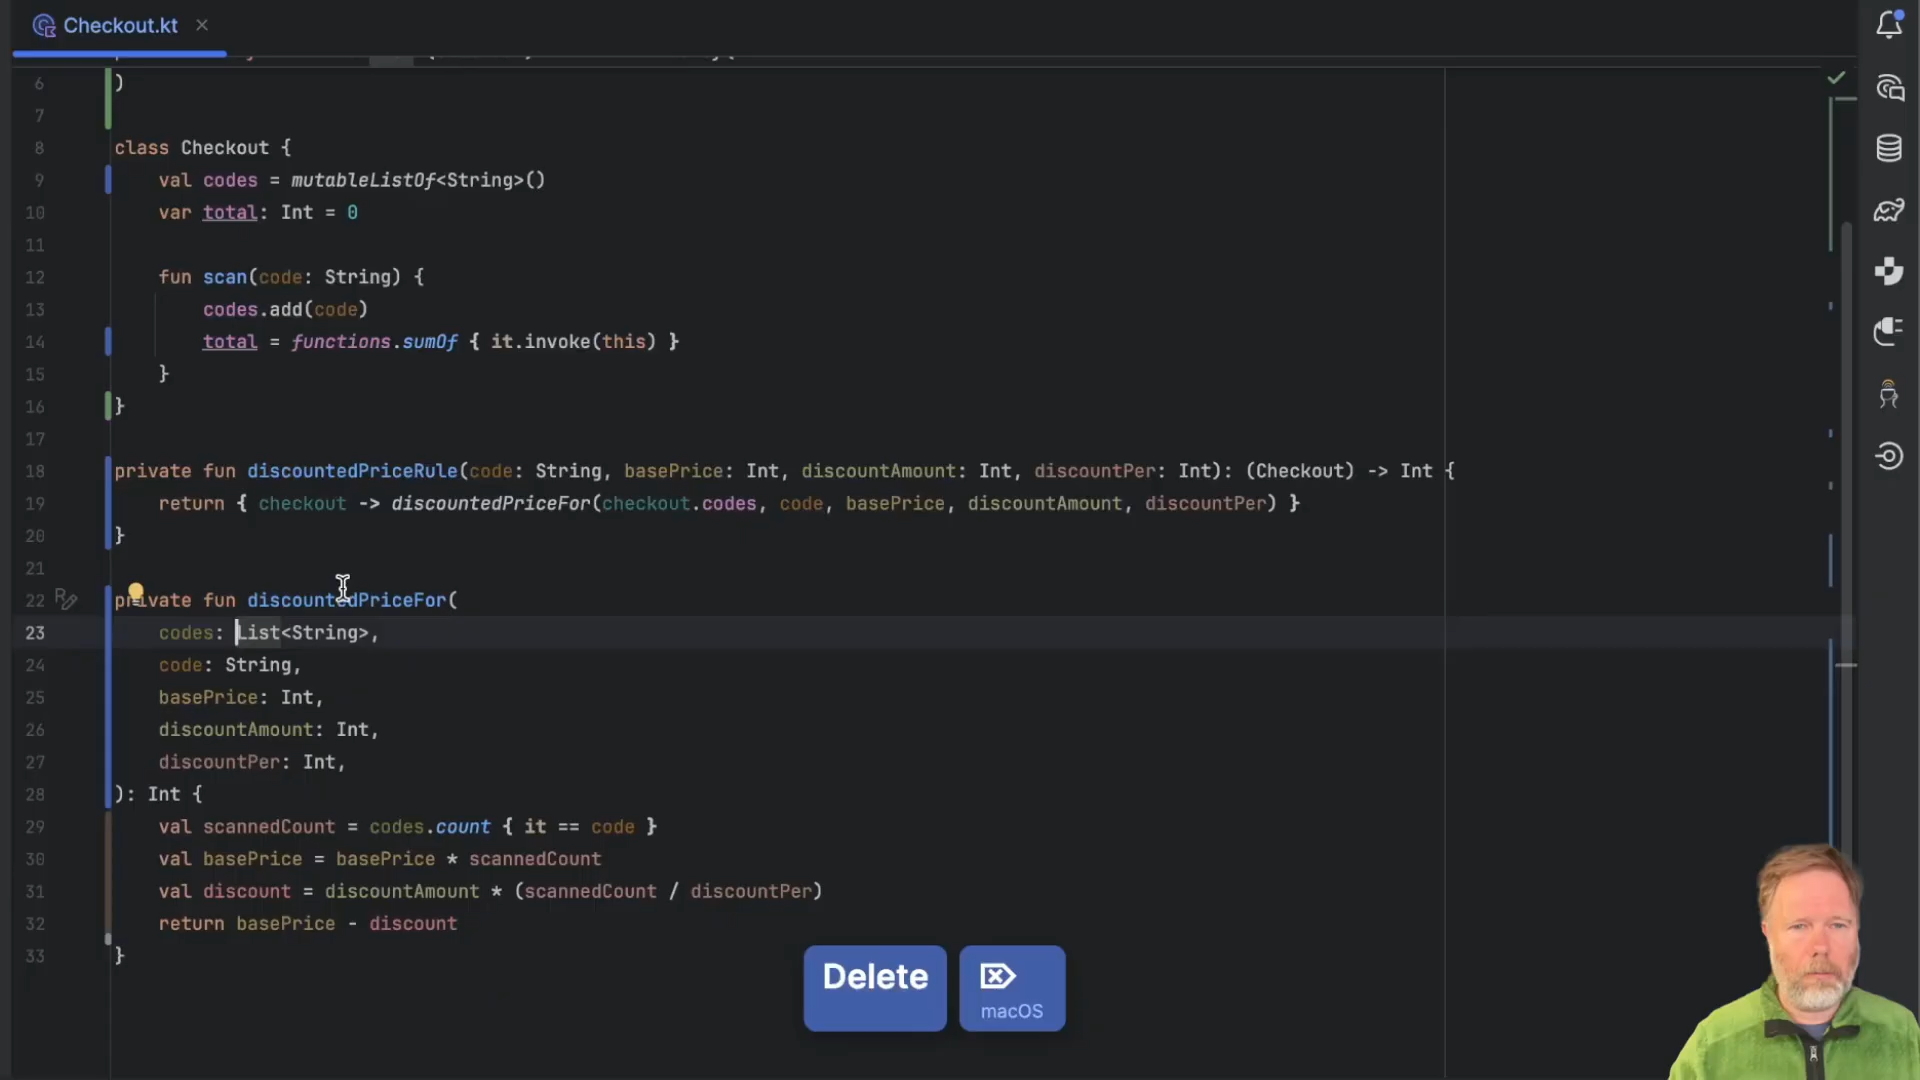 Checkout.kt
6 )
7
8 class Checkout {
9 val codes = mutableListOf<String>()
10 var total: Int = 0
11
12 fun scan(code: String) {
13 codes.add(code)
14 total = functions.sumOf { it.invoke(this) }
15 }
16 }
17
18 private fun discountedPriceRule(code: String, basePrice: Int, discountAmount: Int, discountPer: Int): (Checkout) -> Int {
19 return { checkout -> discountedPriceFor(checkout.codes, code, basePrice, discountAmount, discountPer) }
20 }
21
22 private fun discountedPriceFor(
23 codes: List<String>,
24 code: String,
25 basePrice: Int,
26 discountAmount: Int,
27 discountPer: Int,
28 ): Int {
29 val scannedCount = codes.count { it == code }
30 val basePrice = basePrice * scannedCount
31 val discount = discountAmount * (scannedCount / discountPer)
32 return basePrice - discount
33 }
Delete
macOS